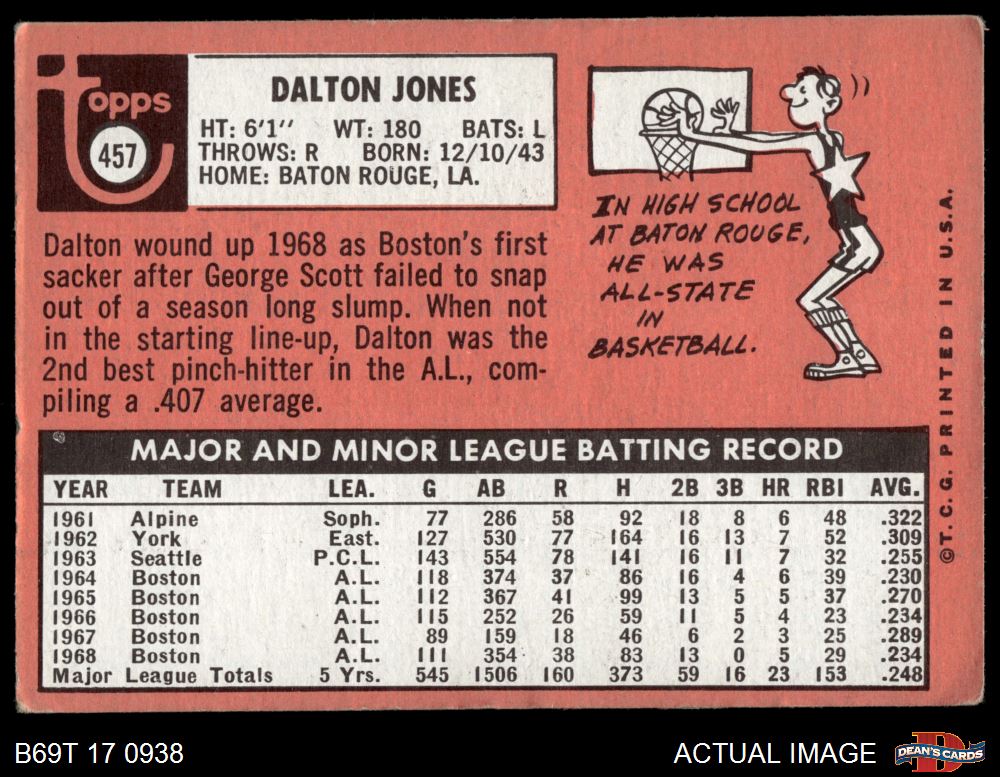 Topps
457
DALTON JONES
HT: 6'1" WT: 180 BATS: L
THROWS: R BORN: 12/10/43
HOME: BATON ROUGE, LA.
Dalton wound up 1968 as Boston's first
sacker after George Scott failed to snap
out of a season long slump. When not
in the starting line-up, Dalton was the
2nd best pinch-hitter in the A.L., com-
piling a .407 average.
IN HIGH SCHOOL
AT BATON ROUGE,
HE WAS
ALL-STATE
IN
BASKETBALL.
©T. C. G. PRINTED IN U.S.A.
MAJOR AND MINOR LEAGUE BATTING RECORD
YEAR TEAM LEA. G AB R H 2B 3B HR RBI AVG.
1961 Alpine Soph. 77 286 58 92 18 8 6 48 .322
1962 York East. 127 530 77 164 16 13 7 52 .309
1963 Seattle P.C.L. 143 554 78 141 16 11 7 32 .255
1964 Boston A.L. 118 374 37 86 16 4 6 39 .230
1965 Boston A.L. 112 367 41 99 13 5 5 37 .270
1966 Boston A.L. 115 252 26 59 11 5 4 23 .234
1967 Boston A.L. 89 159 18 46 6 2 3 25 .289
1968 Boston A.L. 111 354 38 83 13 0 5 29 .234
Major League Totals 5 Yrs. 545 1506 160 373 59 16 23 153 .248
B69T 17 0938
ACTUAL IMAGE
D
DEAN'S CARDS